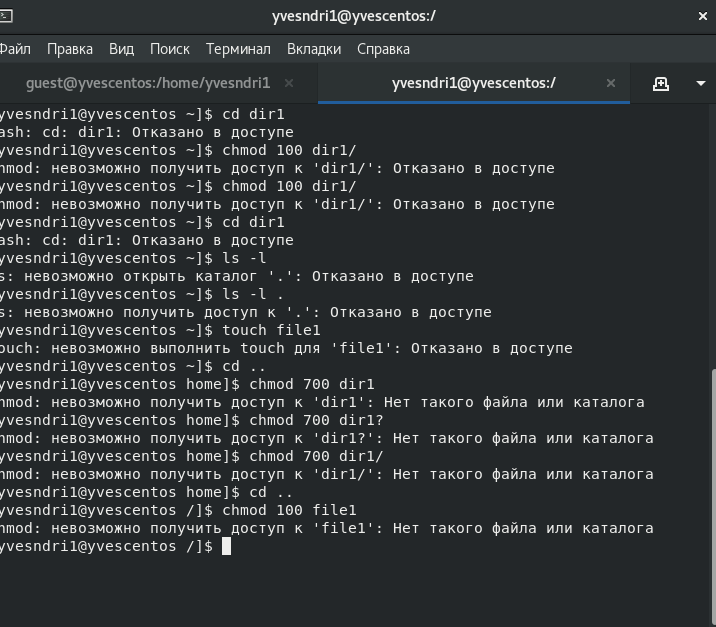 yvesndri1@yvescentos:/
Файл Правка Вид Поиск Терминал Вкладки Справка
guest@yvescentos:/home/yvesndri1 × yvesndri1@yvescentos:/ ×
yvesndri1@yvescentos ~]$ cd dir1
ash: cd: dir1: Отказано в доступе
yvesndri1@yvescentos ~]$ chmod 100 dir1/
hmod: невозможно получить доступ к 'dir1/': Отказано в доступе
yvesndri1@yvescentos ~]$ chmod 100 dir1/
hmod: невозможно получить доступ к 'dir1/': Отказано в доступе
yvesndri1@yvescentos ~]$ cd dir1
ash: cd: dir1: Отказано в доступе
yvesndri1@yvescentos ~]$ ls -l
s: невозможно открыть каталог '.': Отказано в доступе
yvesndri1@yvescentos ~]$ ls -l .
s: невозможно получить доступ к '.': Отказано в доступе
yvesndri1@yvescentos ~]$ touch file1
ouch: невозможно выполнить touch для 'file1': Отказано в доступе
yvesndri1@yvescentos ~]$ cd ..
yvesndri1@yvescentos home]$ chmod 700 dir1
hmod: невозможно получить доступ к 'dir1': Нет такого файла или каталога
yvesndri1@yvescentos home]$ chmod 700 dir1?
hmod: невозможно получить доступ к 'dir1?': Нет такого файла или каталога
yvesndri1@yvescentos home]$ chmod 700 dir1/
hmod: невозможно получить доступ к 'dir1/': Нет такого файла или каталога
yvesndri1@yvescentos home]$ cd ..
yvesndri1@yvescentos /]$ chmod 100 file1
hmod: невозможно получить доступ к 'file1': Нет такого файла или каталога
yvesndri1@yvescentos /]$